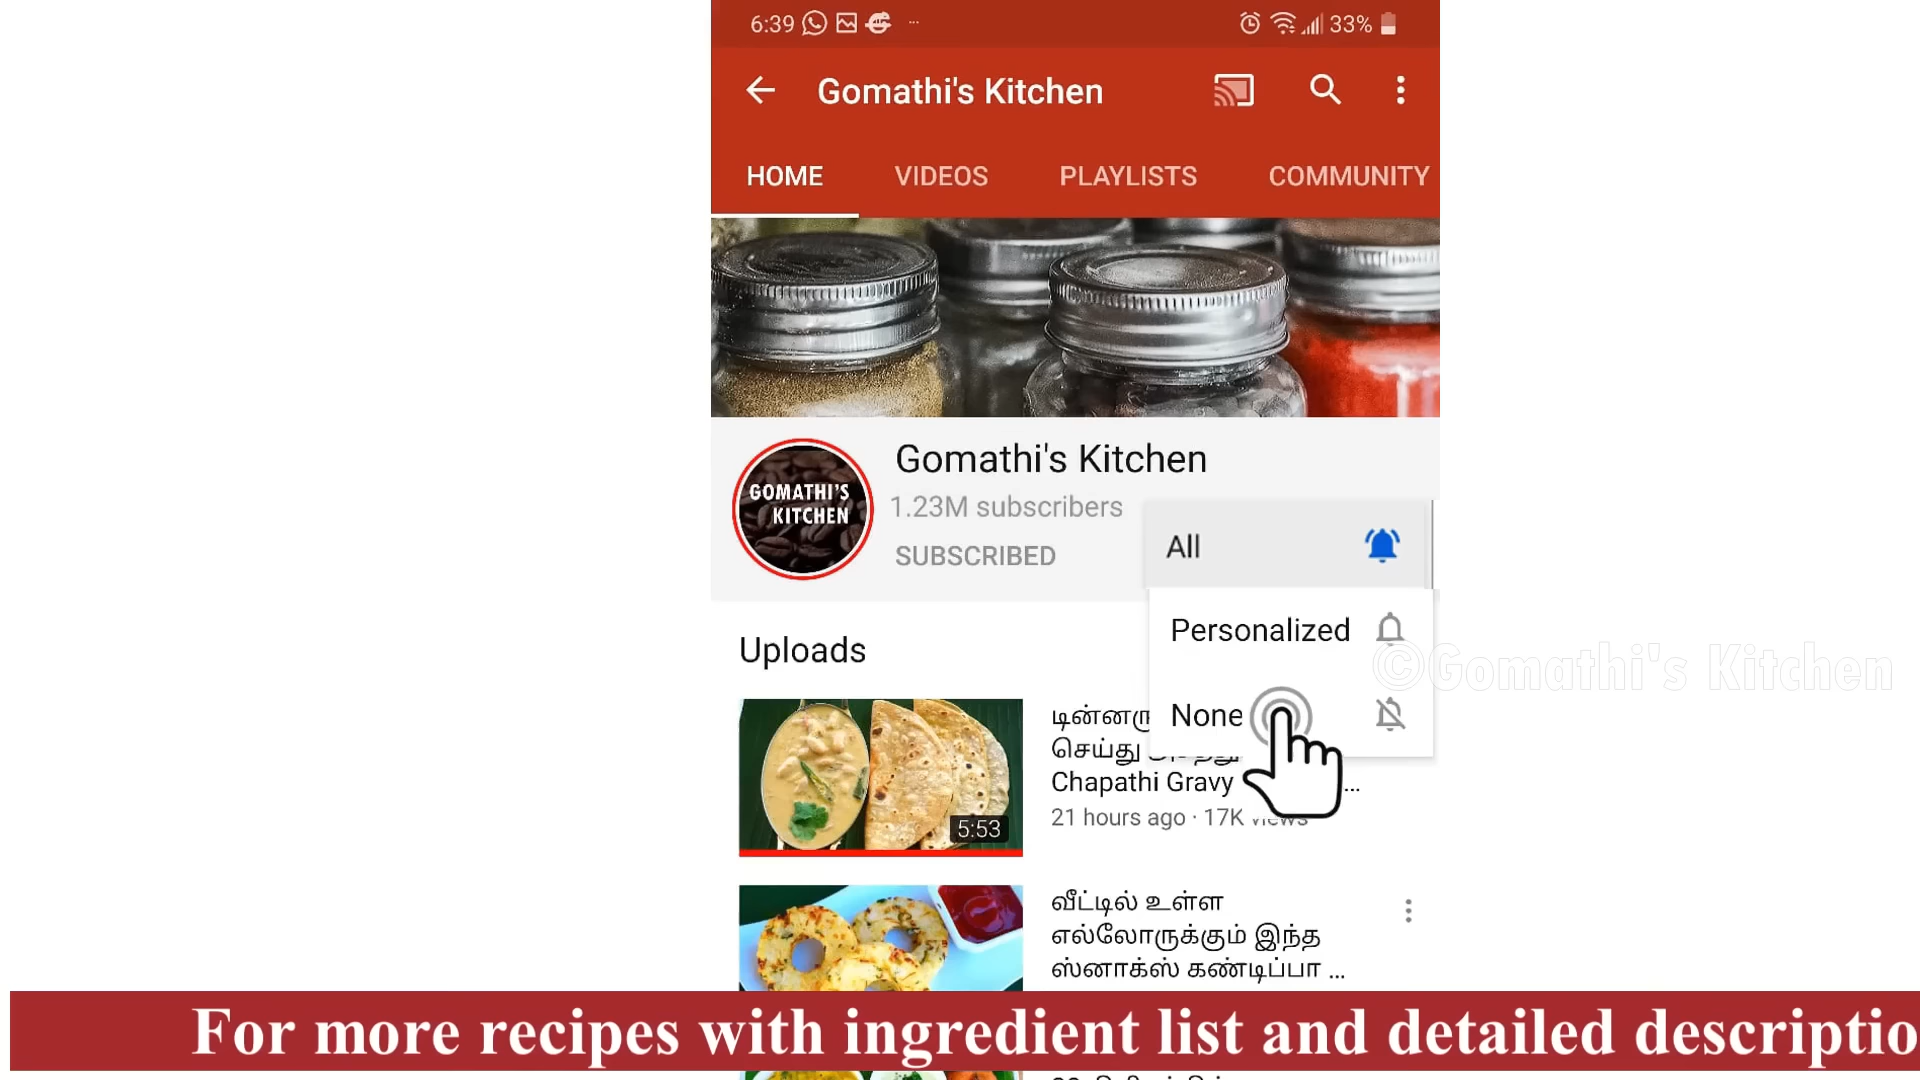 6:39
33%
Gomathi's Kitchen
HOME
VIDEOS
PLAYLISTS
COMMUNITY
GOMATHI'S
KITCHEN
Gomathi's Kitchen
1.23M subscribers
SUBSCRIBED
All
Personalized
None
Uploads
©Gomathi's Kitchen
5:53
செய்து
Chapathi Gravy ...
21 hours ago · 17K views
வீட்டில் உள்ள
எல்லோருக்கும் இந்த
ஸ்னாக்ஸ் கண்டிப்பா ...
For more recipes with ingredient list and detailed descriptio